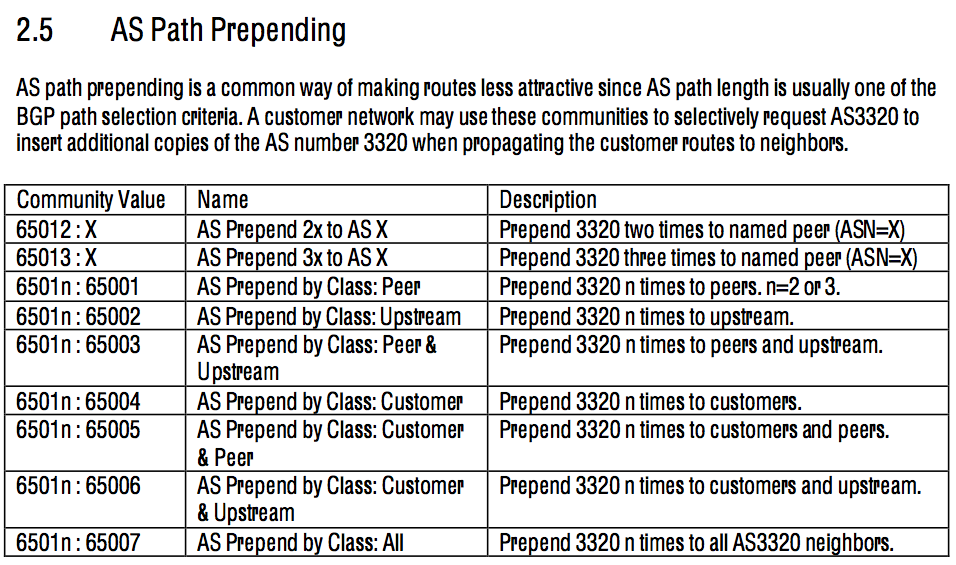 2.5 AS Path Prepending
AS path prepending is a common way of making routes less attractive since AS path length is usually one of the
BGP path selection criteria. A customer network may use these communities to selectively request AS3320 to
insert additional copies of the AS number 3320 when propagating the customer routes to neighbors.
Community Value Name Description
65012 : X AS Prepend 2x to AS X Prepend 3320 two times to named peer (ASN=X)
65013 : X AS Prepend 3x to AS X Prepend 3320 three times to named peer (ASN=X)
6501n : 65001 AS Prepend by Class: Peer Prepend 3320 n times to peers. n=2 or 3.
6501n : 65002 AS Prepend by Class: Upstream Prepend 3320 n times to upstream.
6501n : 65003 AS Prepend by Class: Peer & Prepend 3320 n times to peers and upstream.
Upstream
6501n : 65004 AS Prepend by Class: Customer Prepend 3320 n times to customers.
6501n : 65005 AS Prepend by Class: Customer Prepend 3320 n times to customers and peers.
& Peer
6501n : 65006 AS Prepend by Class: Customer Prepend 3320 n times to customers and upstream.
& Upstream
6501n : 65007 AS Prepend by Class: All Prepend 3320 n times to all AS3320 neighbors.